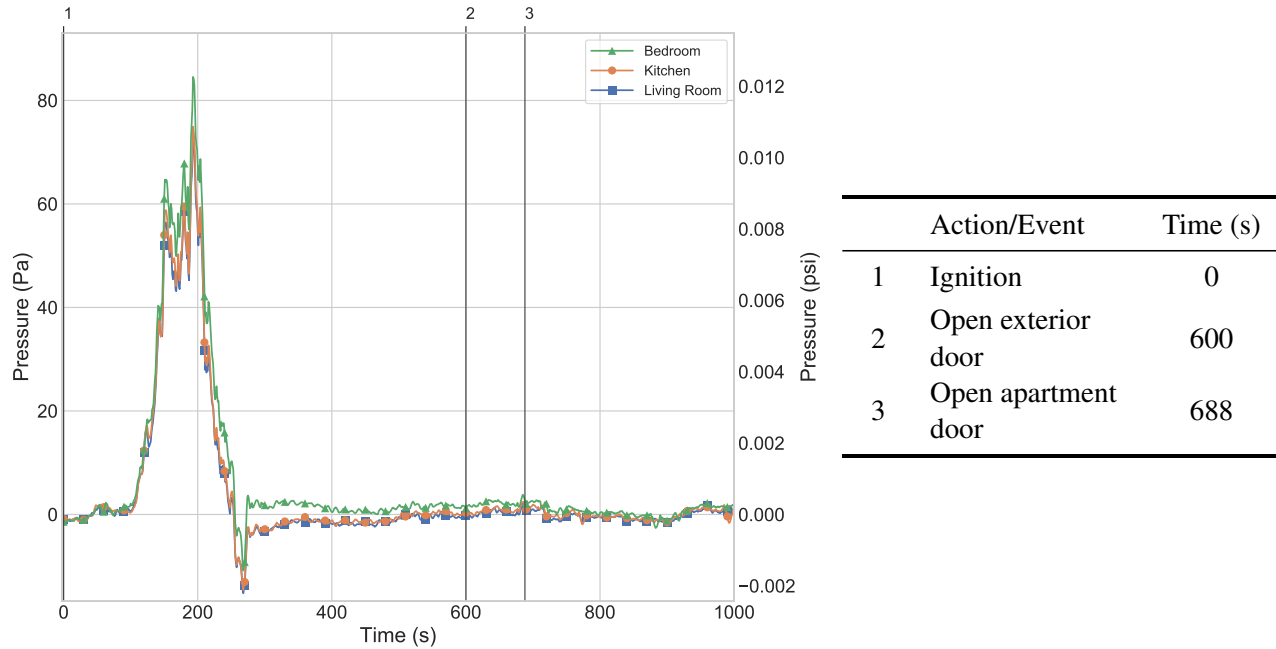 1 2 3
Bedroom
Kitchen
Living Room
80
60
40
20
0
Pressure (Pa)
0.012
0.010
0.008
0.006
0.004
0.002
0.000
−0.002
Pressure (psi)
0 200 400 600 800 1000
Time (s)
Action/Event Time (s)
1 Ignition 0
Open exterior
2 600
door
Open apartment
3 688
door